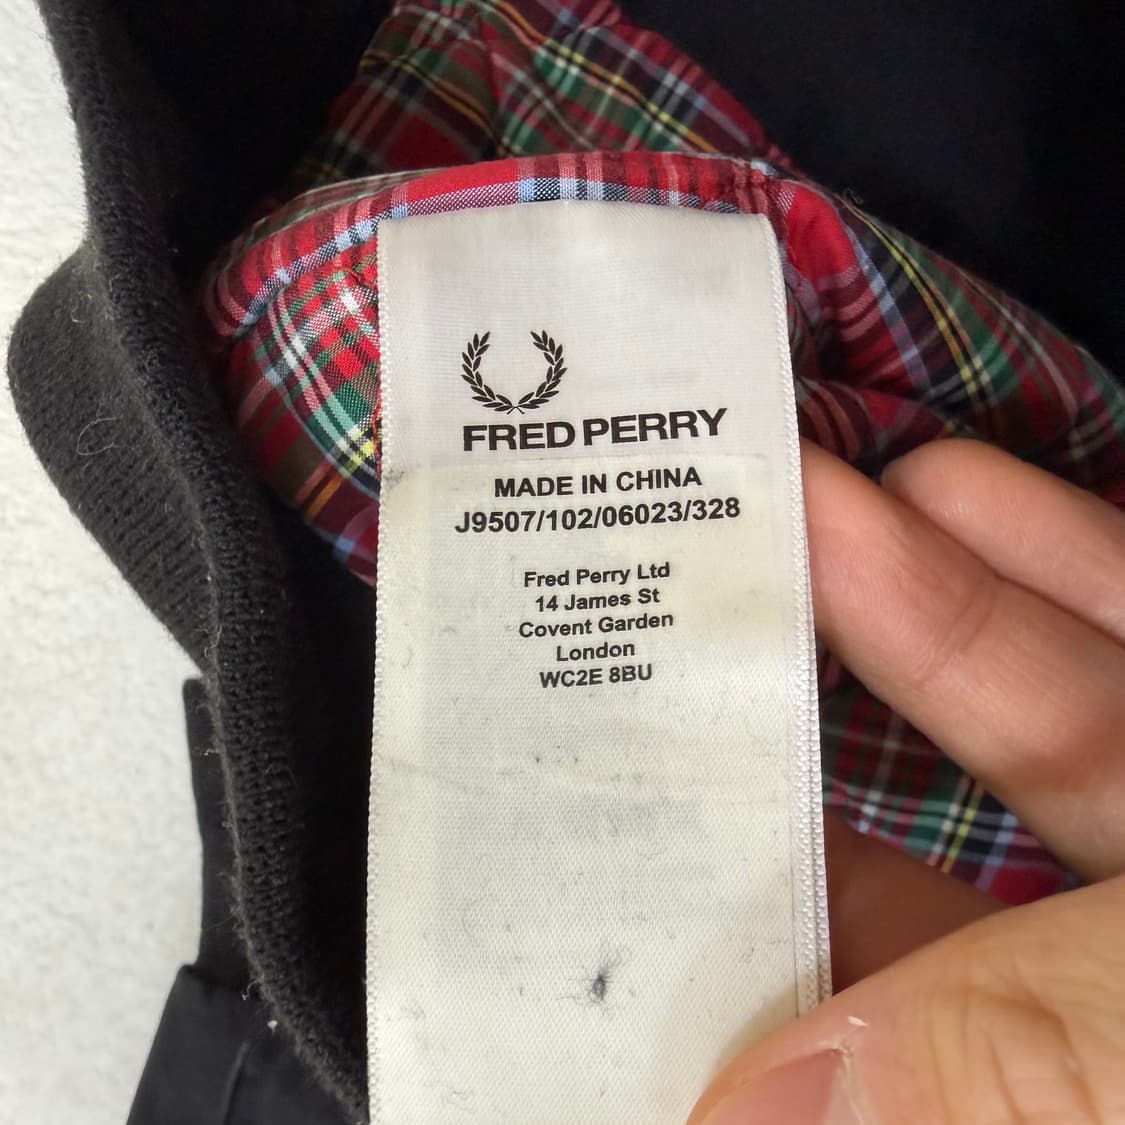 FRED PERRY
MADE IN CHINA
J9507/102/06023/328
Fred Perry Ltd
14 James St
Covent Garden
London
WC2E 8BU